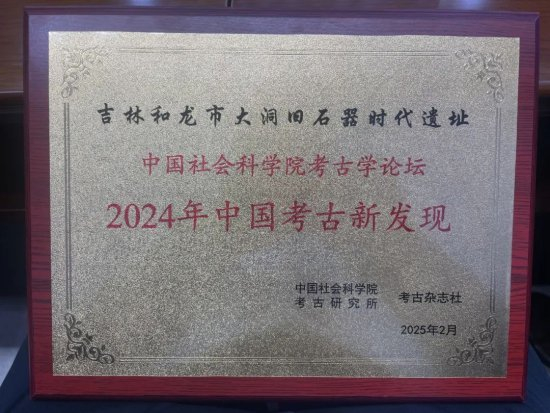 吉林和龙市大洞旧石器时代遗址
中国社会科学院考古学论坛
2024年中国考古新发现
中国社会科学院
考古研究所 考古杂志社
2025年2月